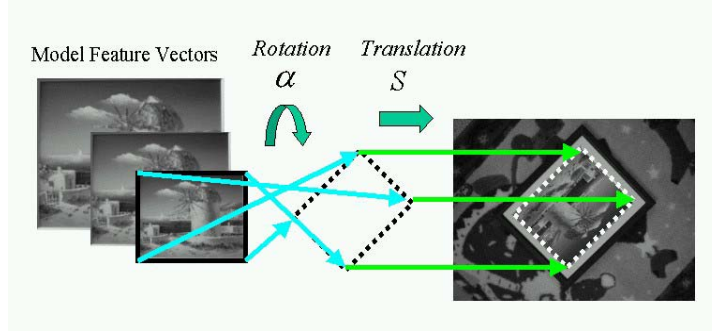 Model Feature Vectors
Rotation
α
Translation
S